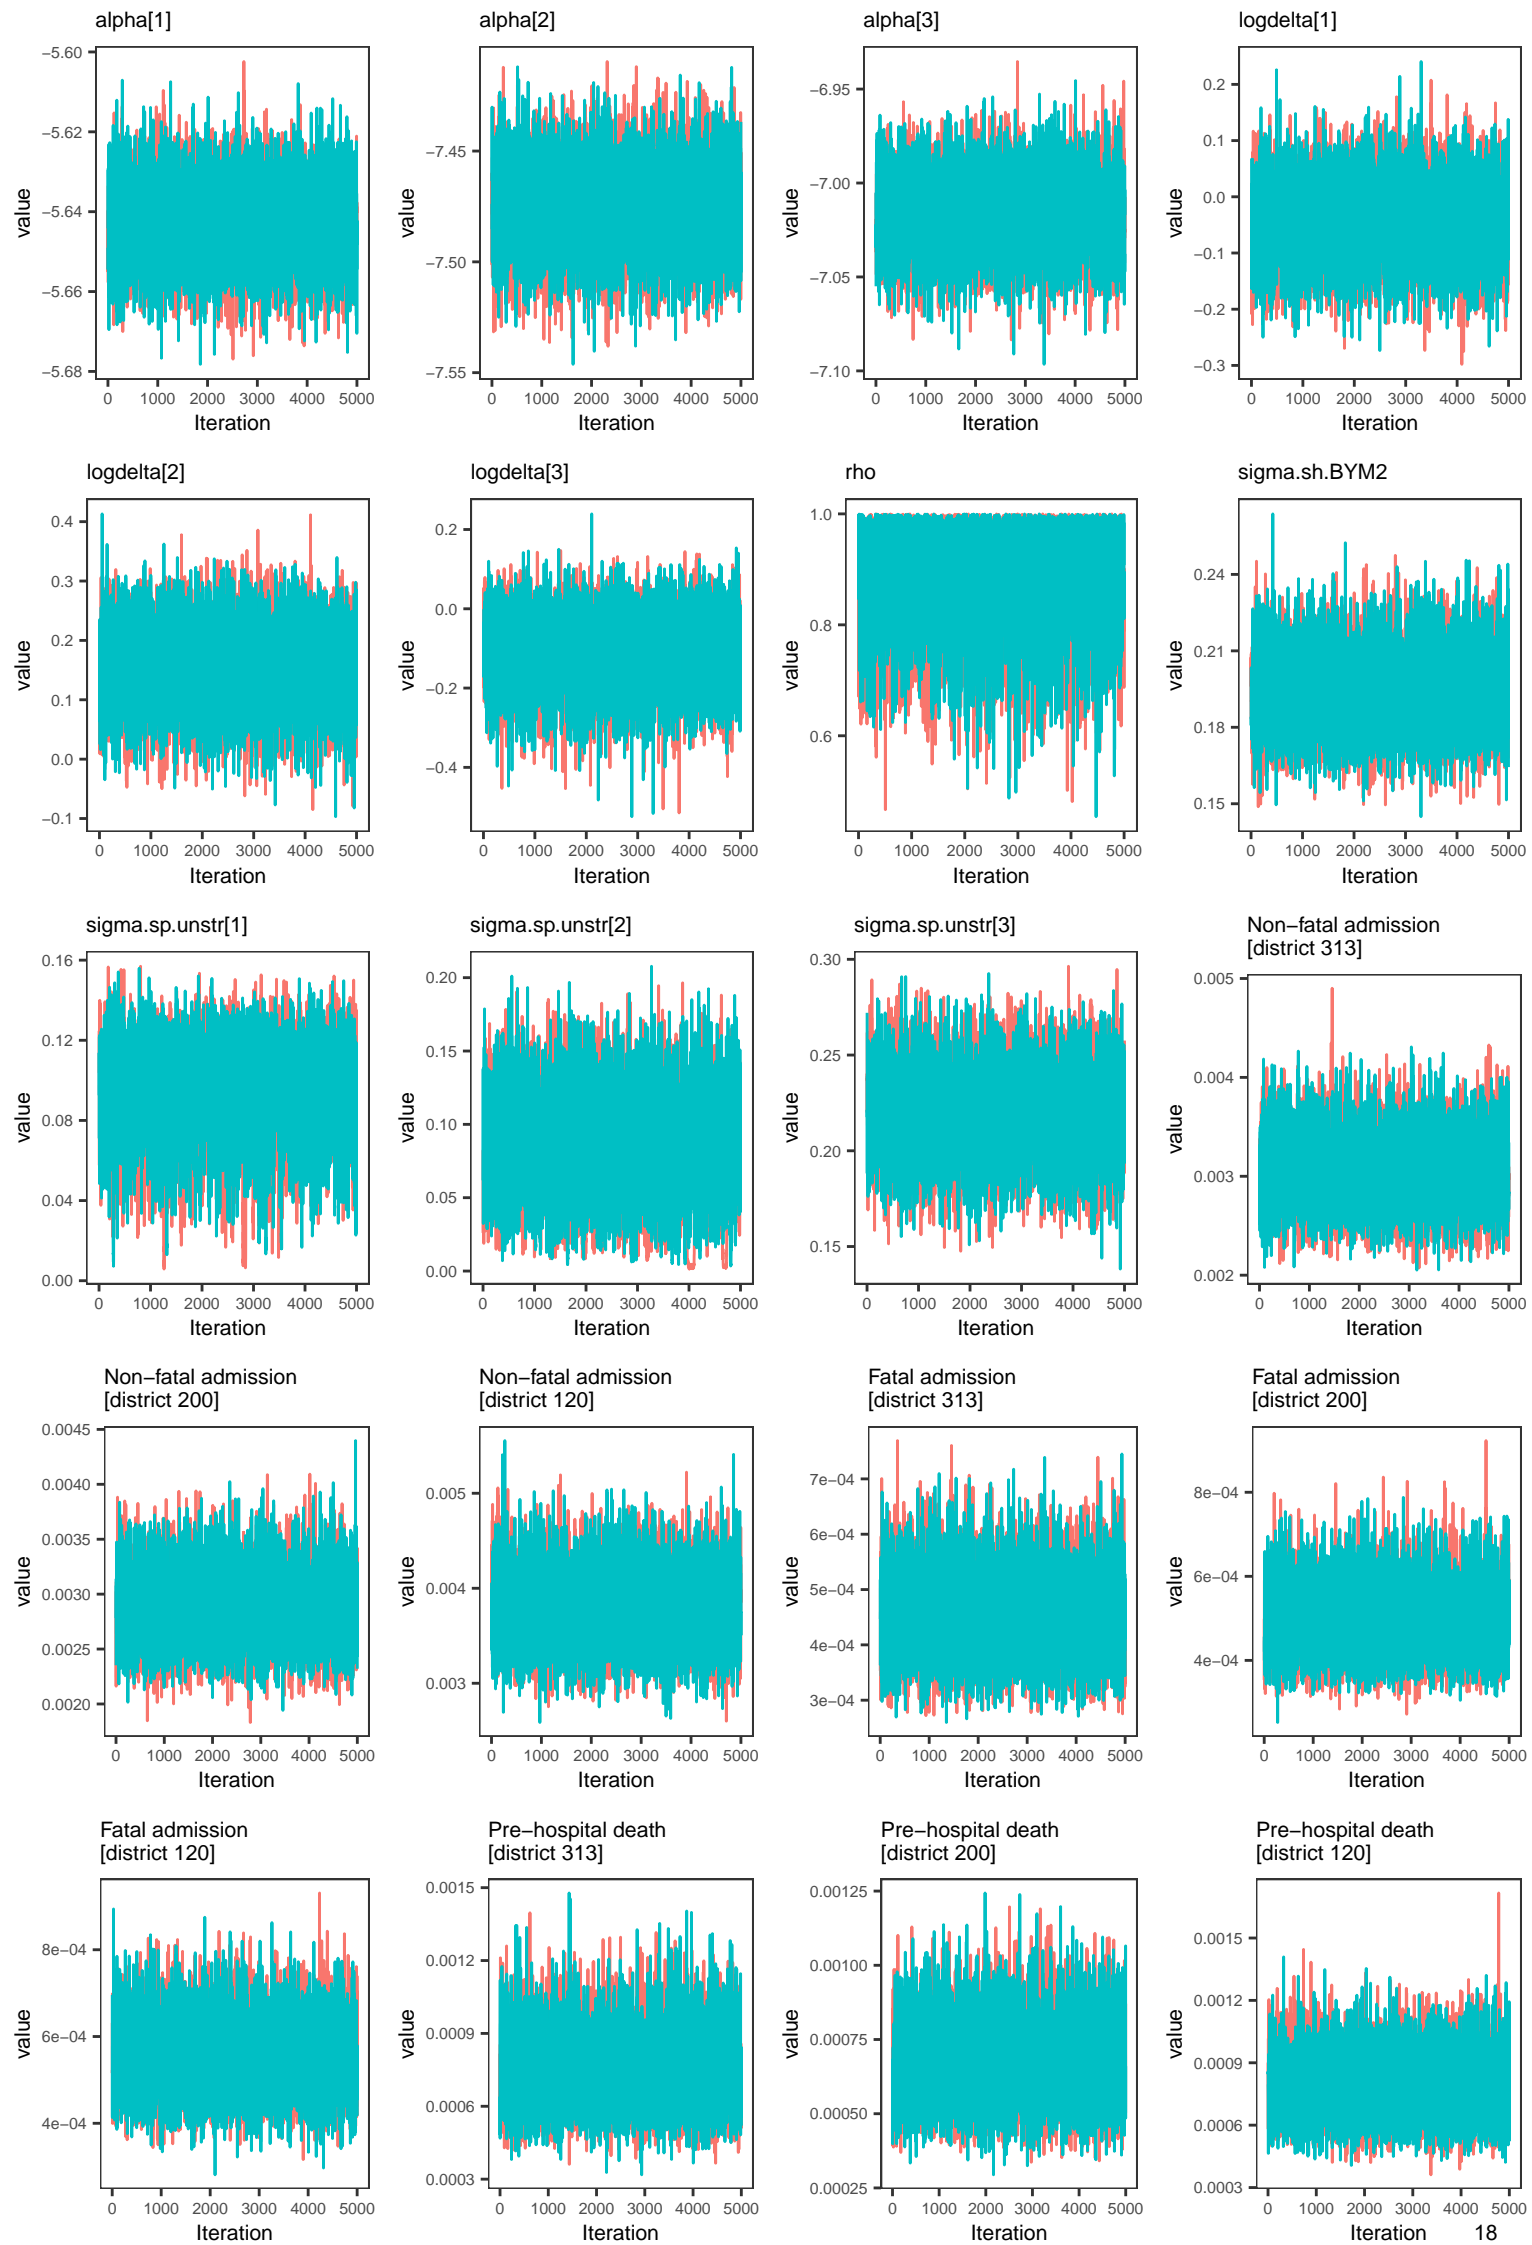 alpha[1]
alpha[2]
alpha[3]
logdelta[1]
−5.60
−5.62
−5.64
−5.66
−5.68
value
0 1000 2000 3000 4000 5000
Iteration
−7.45
−7.50
−7.55
value
0 1000 2000 3000 4000 5000
Iteration
−6.95
−7.00
−7.05
−7.10
value
0 1000 2000 3000 4000 5000
Iteration
0.2
0.1
0.0
−0.1
−0.2
−0.3
value
0 1000 2000 3000 4000 5000
Iteration
logdelta[2]
logdelta[3]
rho
sigma.sh.BYM2
0.4
0.3
0.2
0.1
0.0
−0.1
value
0 1000 2000 3000 4000 5000
Iteration
0.2
0.0
−0.2
−0.4
value
0 1000 2000 3000 4000 5000
Iteration
1.0
0.8
0.6
value
0 1000 2000 3000 4000 5000
Iteration
0.24
0.21
0.18
0.15
value
0 1000 2000 3000 4000 5000
Iteration
sigma.sp.unstr[1]
sigma.sp.unstr[2]
sigma.sp.unstr[3]
Non−fatal admission
[district 313]
0.16
0.12
0.08
0.04
0.00
value
0 1000 2000 3000 4000 5000
Iteration
0.20
0.15
0.10
0.05
0.00
value
0 1000 2000 3000 4000 5000
Iteration
0.30
0.25
0.20
0.15
value
0 1000 2000 3000 4000 5000
Iteration
0.005
0.004
0.003
0.002
value
0 1000 2000 3000 4000 5000
Iteration
Non−fatal admission
[district 200]
Non−fatal admission
[district 120]
Fatal admission
[district 313]
Fatal admission
[district 200]
0.0045
0.0040
0.0035
0.0030
0.0025
0.0020
value
0 1000 2000 3000 4000 5000
Iteration
0.005
0.004
0.003
value
0 1000 2000 3000 4000 5000
Iteration
7e−04
6e−04
5e−04
4e−04
3e−04
value
0 1000 2000 3000 4000 5000
Iteration
8e−04
6e−04
4e−04
value
0 1000 2000 3000 4000 5000
Iteration
Fatal admission
[district 120]
Pre−hospital death
[district 313]
Pre−hospital death
[district 200]
Pre−hospital death
[district 120]
8e−04
6e−04
4e−04
value
0 1000 2000 3000 4000 5000
Iteration
0.0015
0.0012
0.0009
0.0006
0.0003
value
0 1000 2000 3000 4000 5000
Iteration
0.00125
0.00100
0.00075
0.00050
0.00025
value
0 1000 2000 3000 4000 5000
Iteration
0.0015
0.0012
0.0009
0.0006
0.0003
value
0 1000 2000 3000 4000 5000
Iteration
18